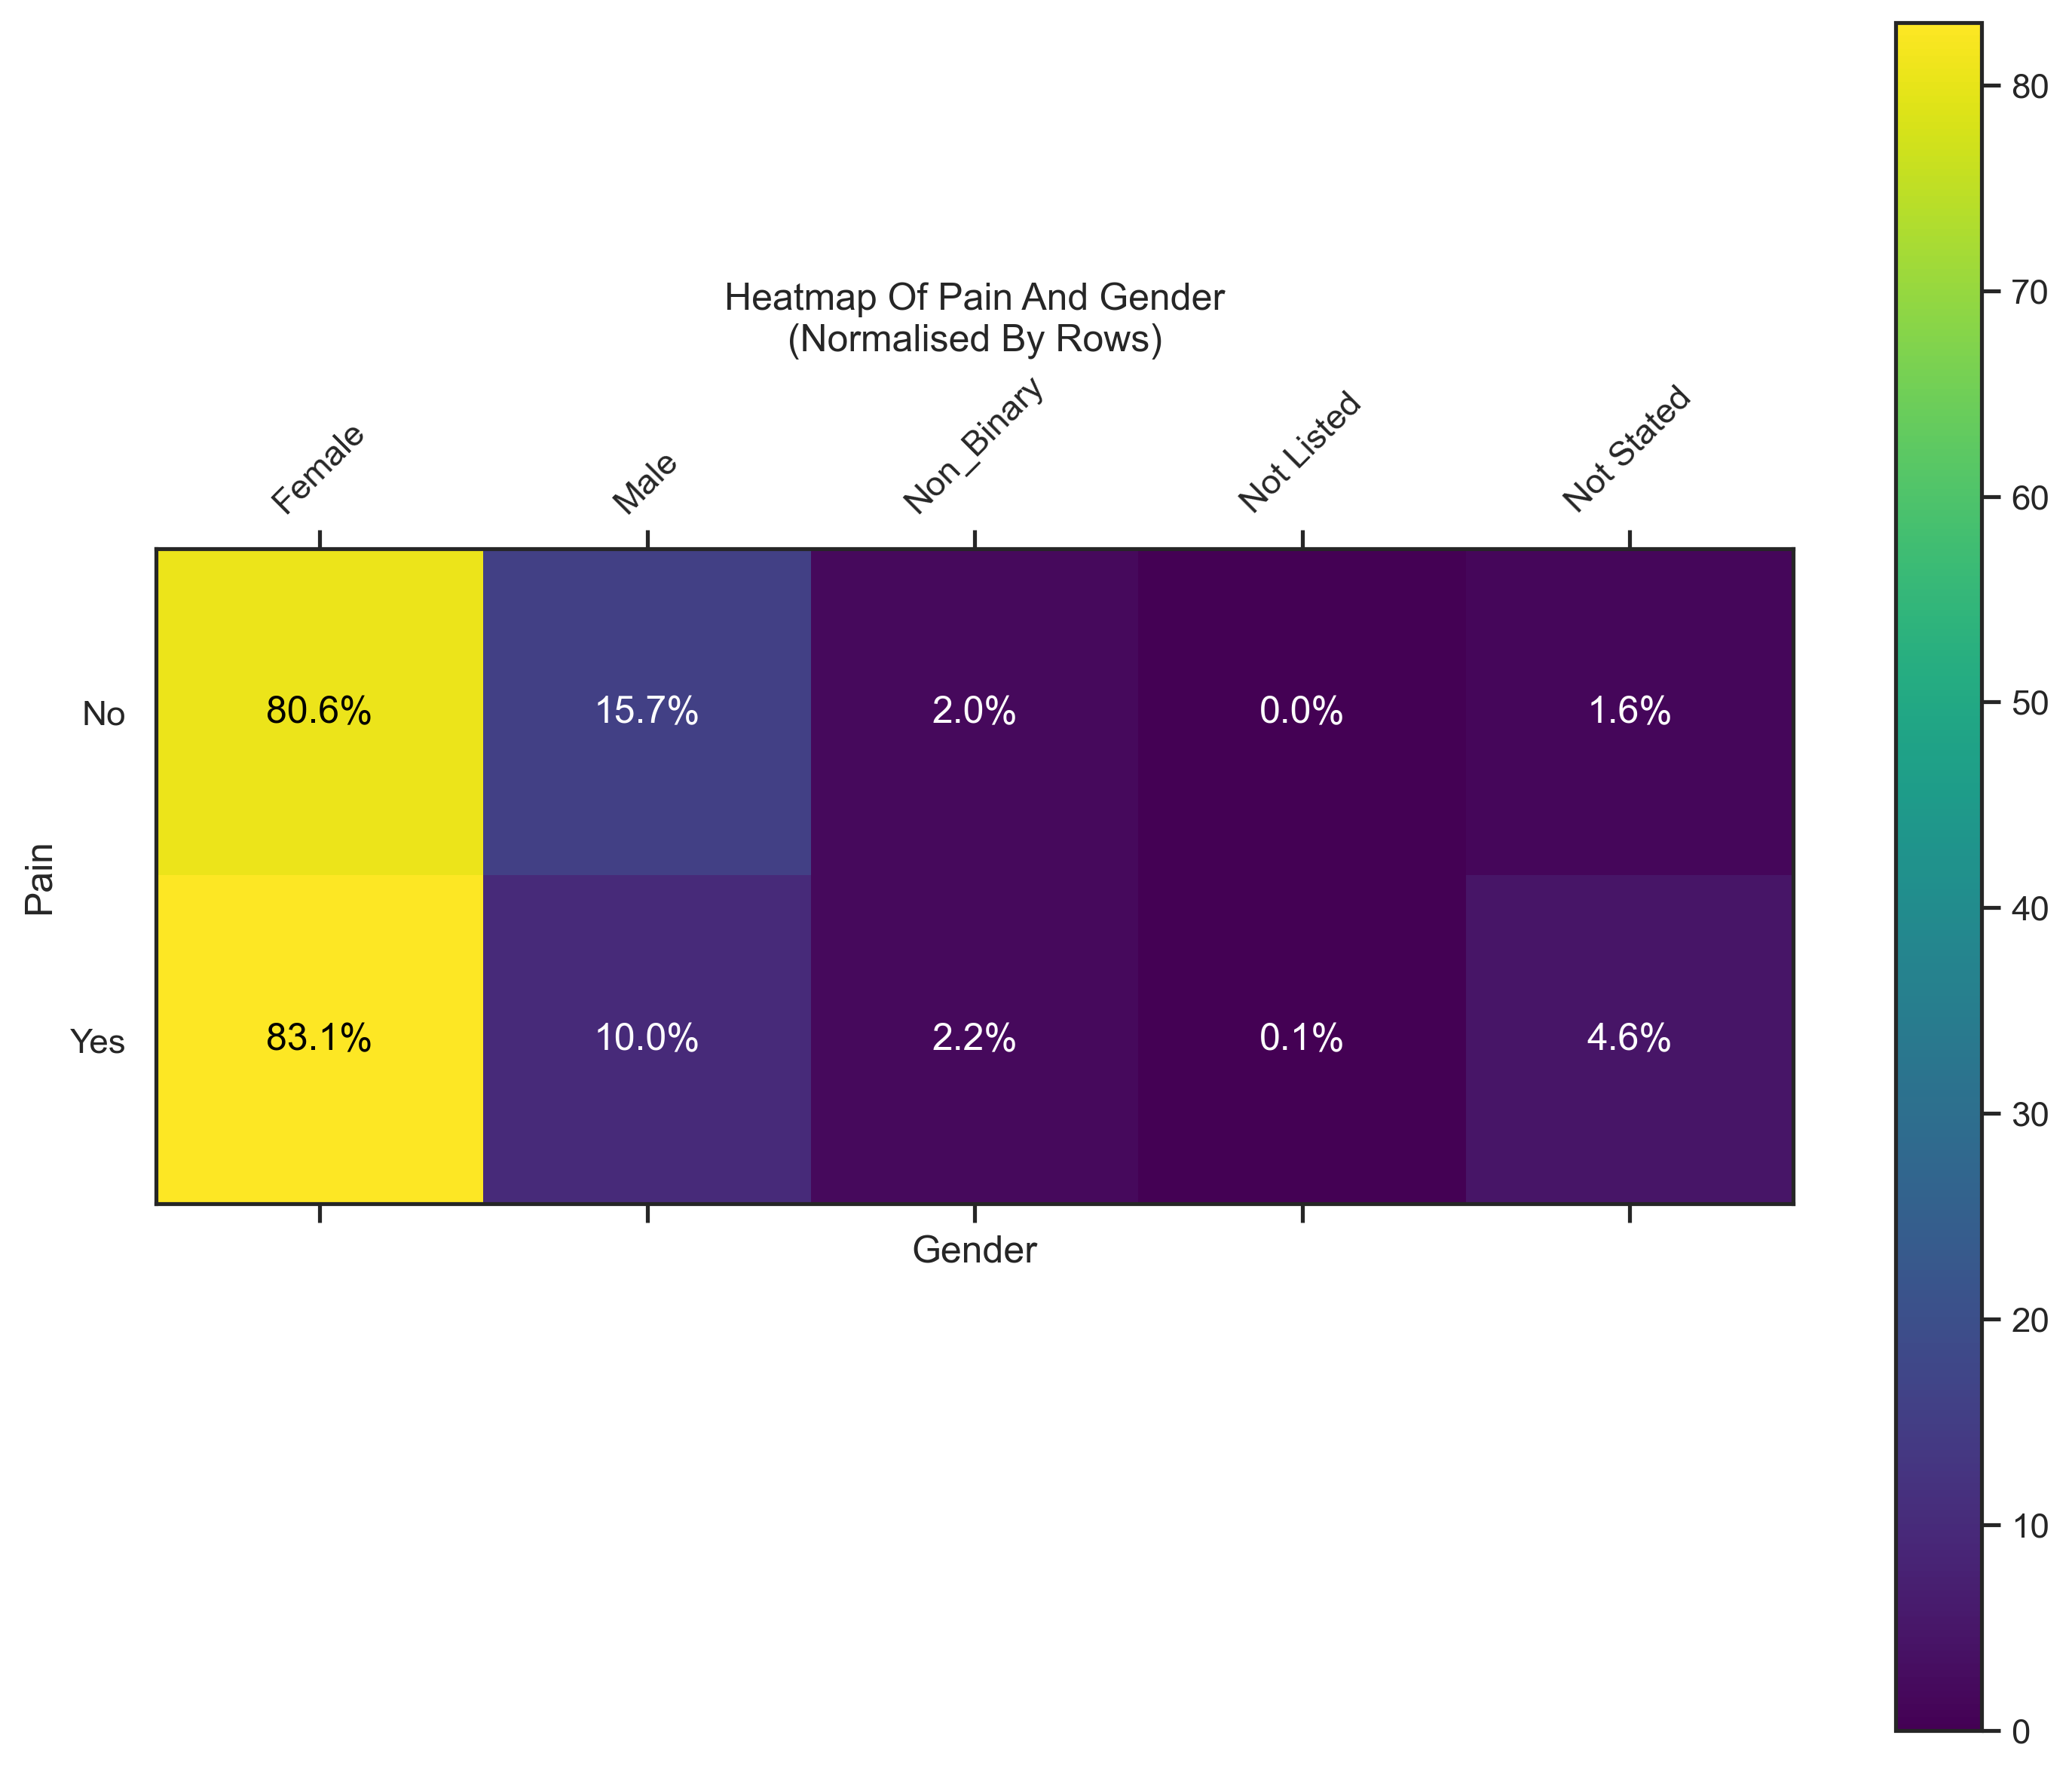 Heatmap Of Pain And Gender
(Normalised By Rows)
Female Male Non_Binary Not Listed Not Stated
No 80.6% 15.7% 2.0% 0.0% 1.6%
Pain
Yes 83.1% 10.0% 2.2% 0.1% 4.6%
Gender
80
70
60
50
40
30
20
10
0